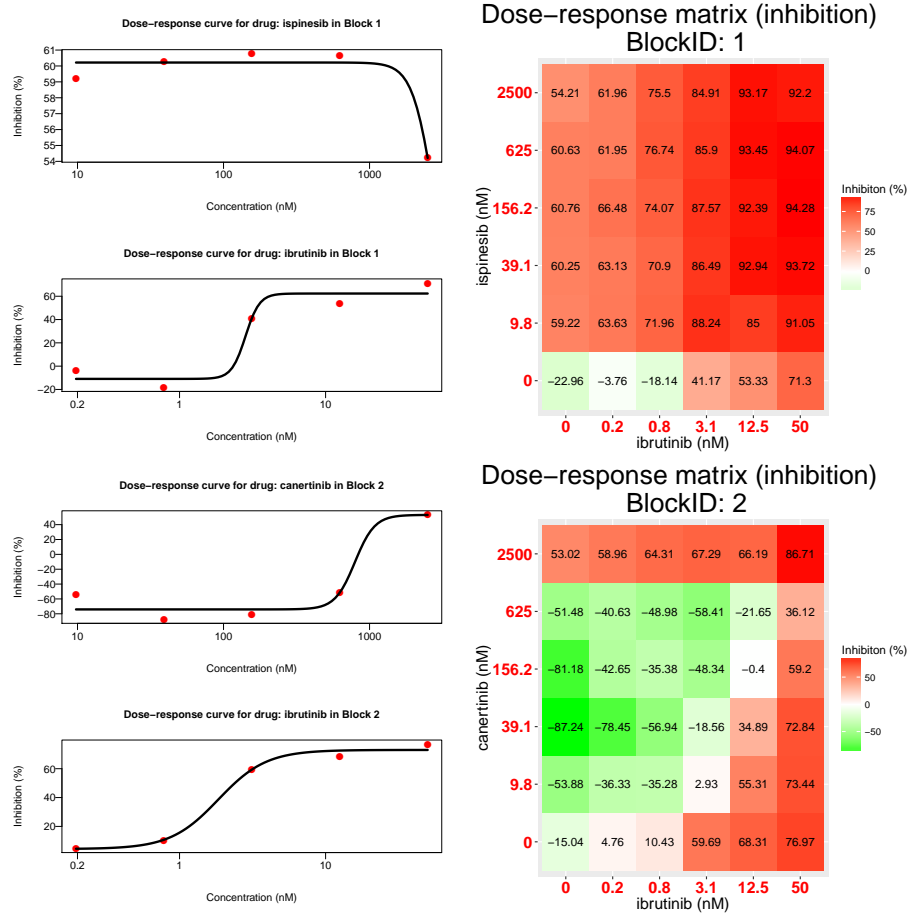 Dose−response curve for drug: ispinesib in Block 1
61
60
59
58
57
56
55
54
Inhibition (%)
10
100
1000
Concentration (nM)
Dose−response curve for drug: ibrutinib in Block 1
60
40
20
0
−20
Inhibition (%)
0.2
1
10
Concentration (nM)
Dose−response matrix (inhibition)
BlockID: 1
2500 54.21 61.96 75.5 84.91 93.17 92.2
625 60.63 61.95 76.74 85.9 93.45 94.07
156.2 60.76 66.48 74.07 87.57 92.39 94.28
39.1 60.25 63.13 70.9 86.49 92.94 93.72
9.8 59.22 63.63 71.96 88.24 85 91.05
0 −22.96 −3.76 −18.14 41.17 53.33 71.3
0 0.2 0.8 3.1 12.5 50
ibrutinib (nM)
ispinesib (nM)
Inhibiton (%)
75
50
25
0
Dose−response curve for drug: canertinib in Block 2
40
20
0
−20
−40
−60
−80
Inhibition (%)
10
100
1000
Concentration (nM)
Dose−response curve for drug: ibrutinib in Block 2
60
40
20
Inhibition (%)
0.2
1
10
Concentration (nM)
Dose−response matrix (inhibition)
BlockID: 2
2500 53.02 58.96 64.31 67.29 66.19 86.71
625 −51.48 −40.63 −48.98 −58.41 −21.65 36.12
156.2 −81.18 −42.65 −35.38 −48.34 −0.4 59.2
39.1 −87.24 −78.45 −56.94 −18.56 34.89 72.84
9.8 −53.88 −36.33 −35.28 2.93 55.31 73.44
0 −15.04 4.76 10.43 59.69 68.31 76.97
0 0.2 0.8 3.1 12.5 50
ibrutinib (nM)
canertinib (nM)
Inhibiton (%)
50
0
−50